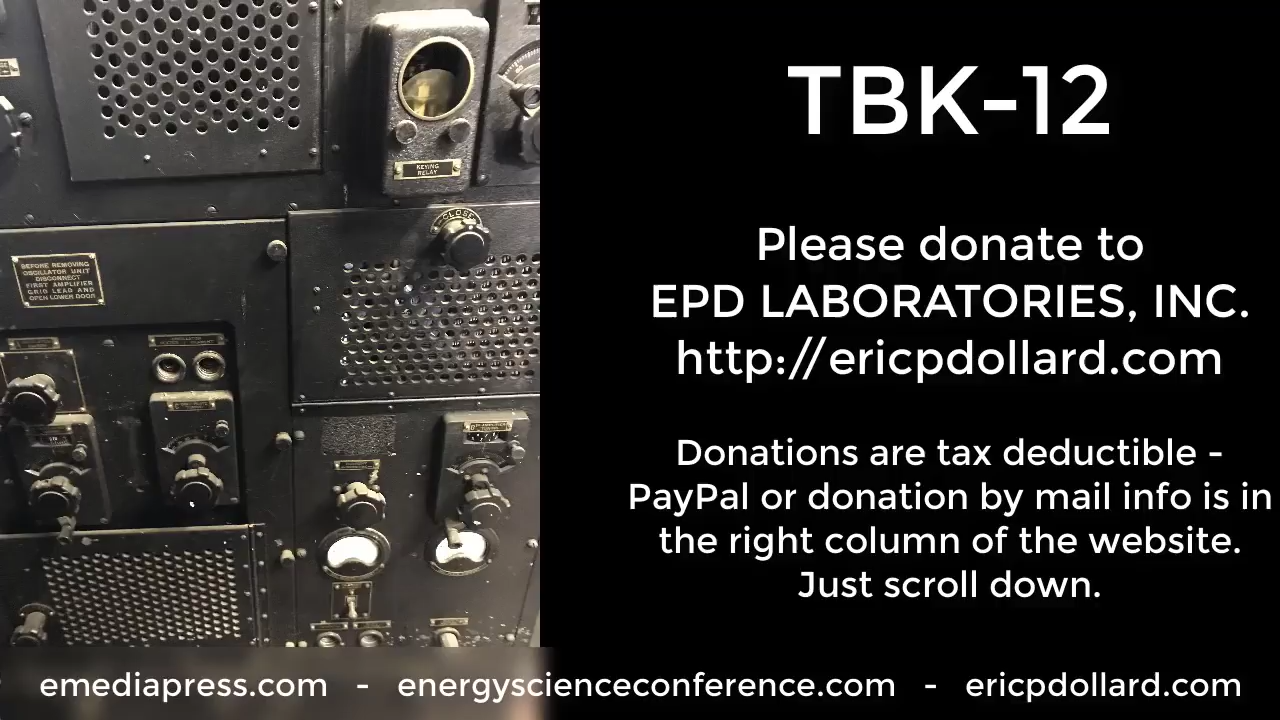 KEYING
RELAY
CLOSE
BEFORE REMOVING
OSCILLATOR UNIT
DISCONNECT
FIRST AMPLIFIER
GRID LEAD AND
OPEN LOWER DOOR
TBK-12
Please donate to
EPD LABORATORIES, INC.
http://ericpdollard.com
Donations are tax deductible -
PayPal or donation by mail info is in
the right column of the website.
Just scroll down.
emediapress.com - energyscienceconference.com - ericpdollard.com